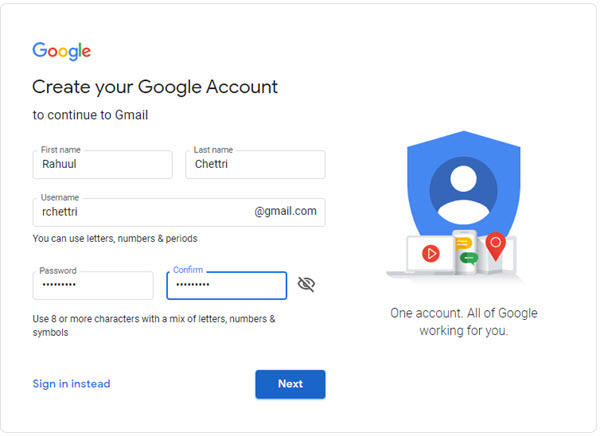 Google
Create your Google Account
to continue to Gmail
First name
Rahuul
Last name
Chettri
Username
rchettri
@gmail.com
You can use letters, numbers & periods
Password
•••••••••
Confirm
•••••••••
Use 8 or more characters with a mix of letters, numbers &
symbols
Sign in instead
Next
One account. All of Google
working for you.